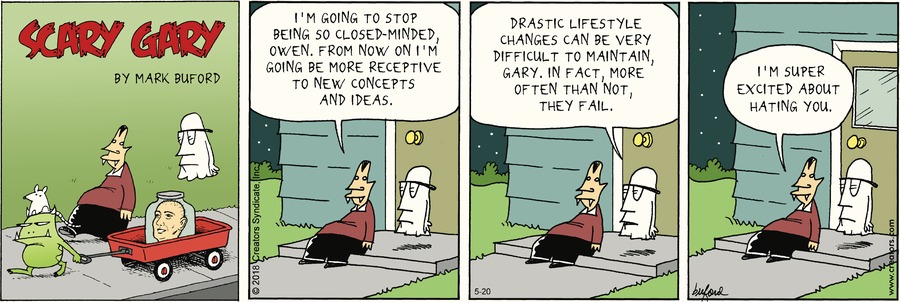 SCARY GARY
BY MARK BUFORD
I'M GOING TO STOP
BEING SO CLOSED-MINDED,
OWEN. FROM NOW ON I'M
GOING BE MORE RECEPTIVE
TO NEW CONCEPTS
AND IDEAS.
© 2018 Creators Syndicate, Inc.
DRASTIC LIFESTYLE
CHANGES CAN BE VERY
DIFFICULT TO MAINTAIN,
GARY. IN FACT, MORE
OFTEN THAN NOT,
THEY FAIL.
5-20
I'M SUPER
EXCITED ABOUT
HATING YOU.
buford
www.creators.com